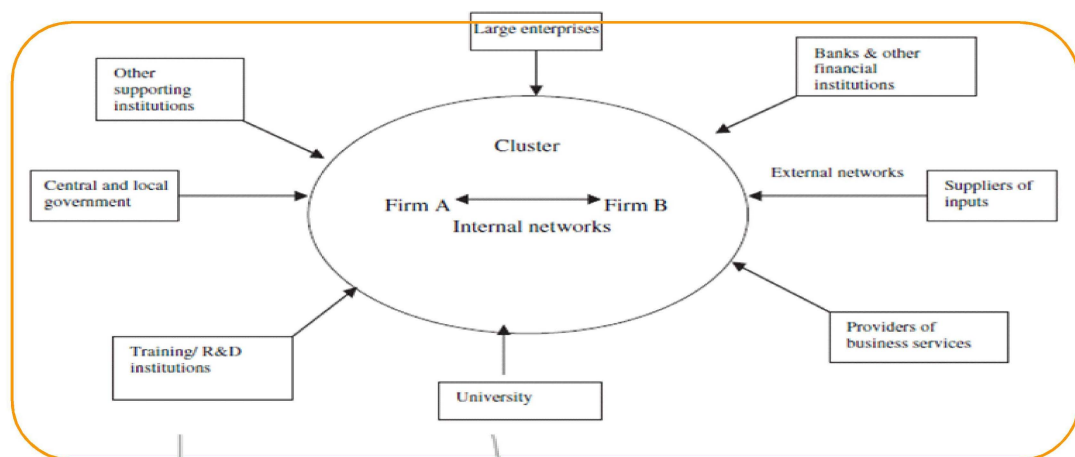 Large enterprises
Other
supporting
institutions
Banks & other
financial
institutions
Cluster
External networks
Central and local
government
Firm A
Firm B
Suppliers of
inputs
Internal networks
Training/ R&D
institutions
Providers of
business services
University